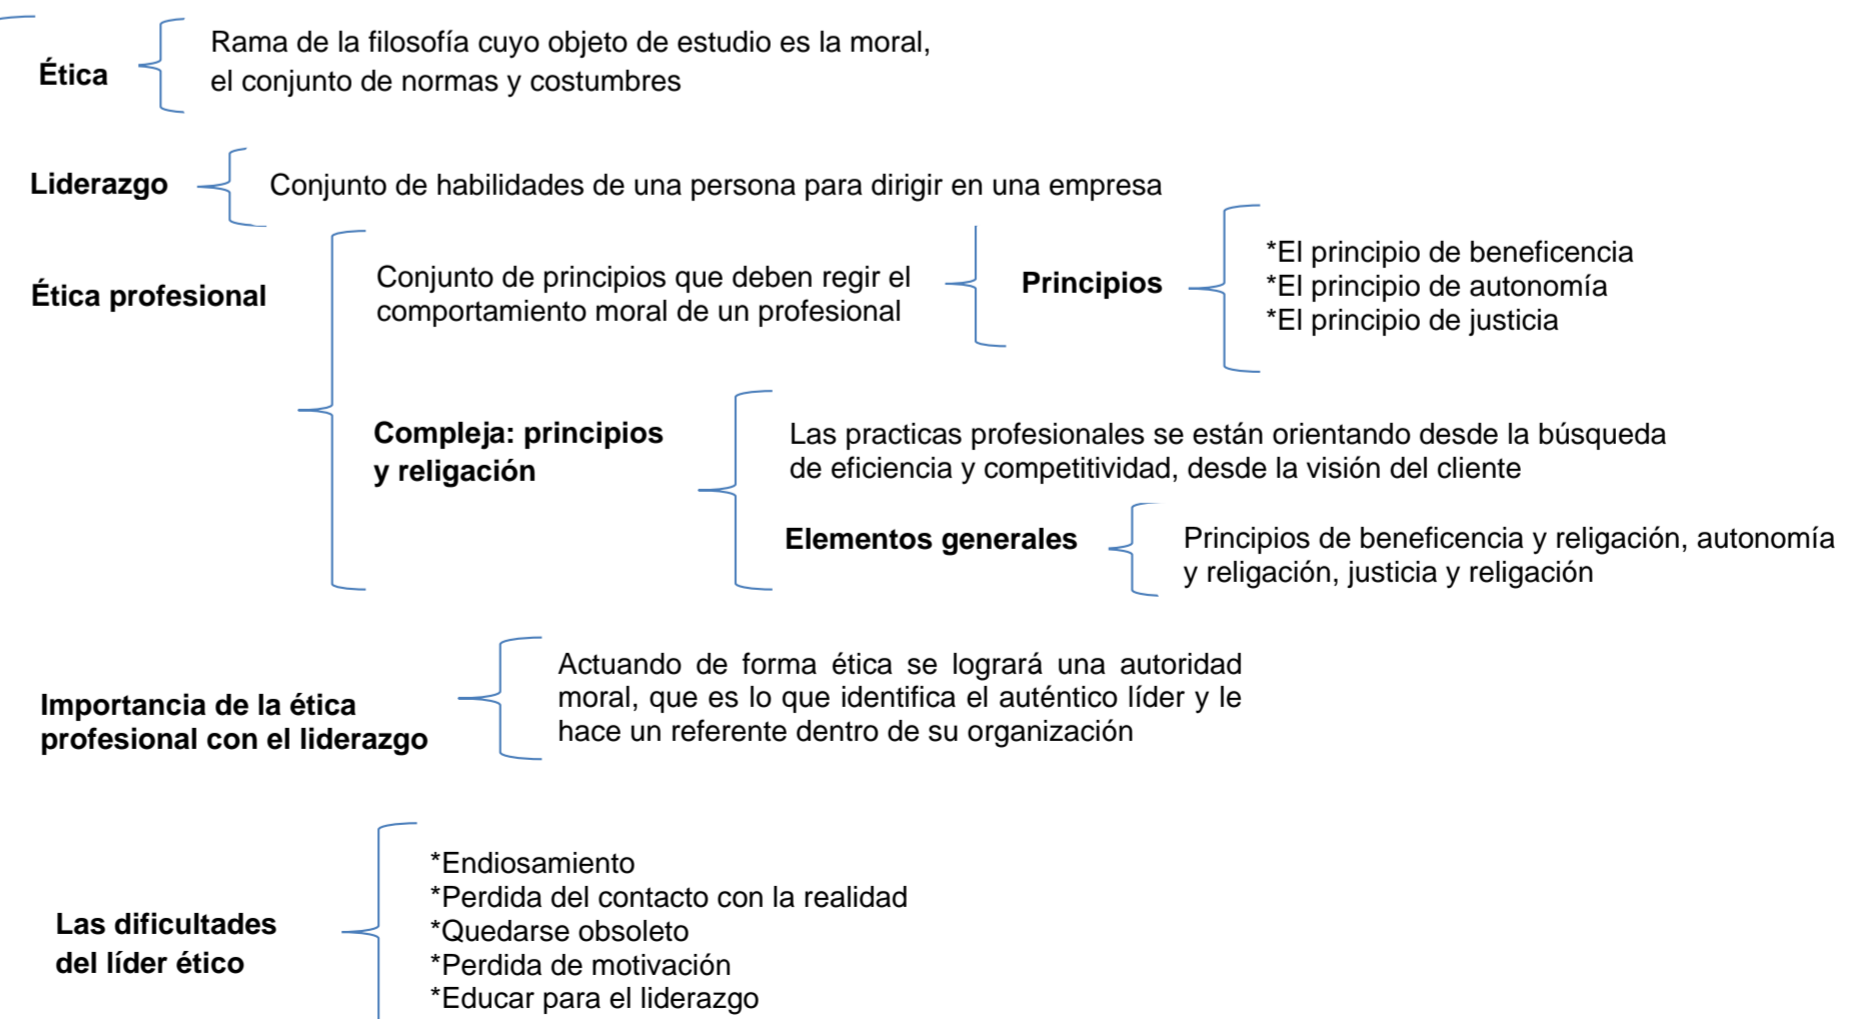 Ética
Rama de la filosofía cuyo objeto de estudio es la moral,
el conjunto de normas y costumbres
Liderazgo
Conjunto de habilidades de una persona para dirigir en una empresa
Ética profesional
Conjunto de principios que deben regir el
comportamiento moral de un profesional
Principios
*El principio de beneficencia
*El principio de autonomía
*El principio de justicia
Compleja: principios
y religación
Las practicas profesionales se están orientando desde la búsqueda
de eficiencia y competitividad, desde la visión del cliente
Elementos generales
Principios de beneficencia y religación, autonomía
y religación, justicia y religación
Importancia de la ética
profesional con el liderazgo
Actuando de forma ética se logrará una autoridad
moral, que es lo que identifica el auténtico líder y le
hace un referente dentro de su organización
Las dificultades
del líder ético
*Endiosamiento
*Perdida del contacto con la realidad
*Quedarse obsoleto
*Perdida de motivación
*Educar para el liderazgo